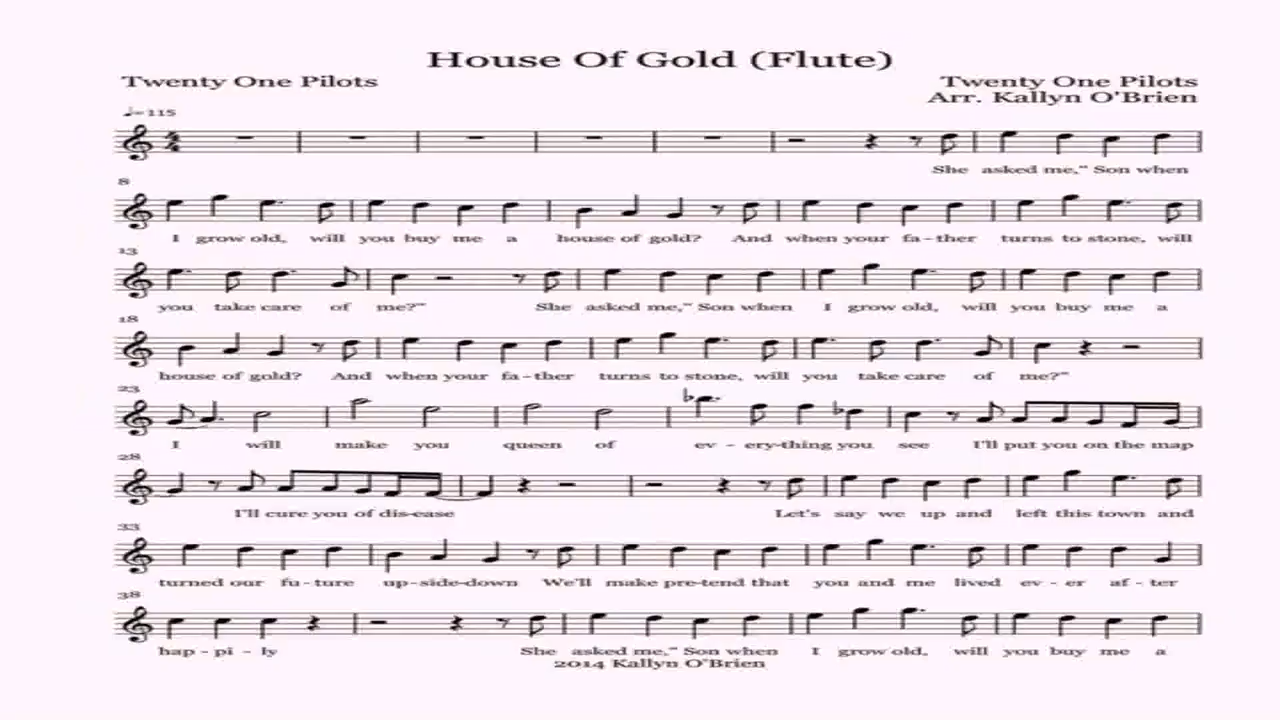 House Of Gold (Flute)
Twenty One Pilots
Twenty One Pilots
Arr. Kallyn O'Brien
♩=115
She asked me," Son when
8
I grow old, will you buy me a house of gold? And when your fa-ther turns to stone, will
13
you take care of me?" She asked me," Son when I grow old, will you buy me a
18
house of gold? And when your fa-ther turns to stone, will you take care of me?"
23
I will make you queen of ev - ery-thing you see I'll put you on the map
28
I'll cure you of dis-ease Let's say we up and left this town and
33
turned our fu - ture up-side-down We'll make pre-tend that you and me lived ev - er af - ter
38
hap - pi - ly She asked me," Son when I grow old, will you buy me a
2014 Kallyn O'Brien